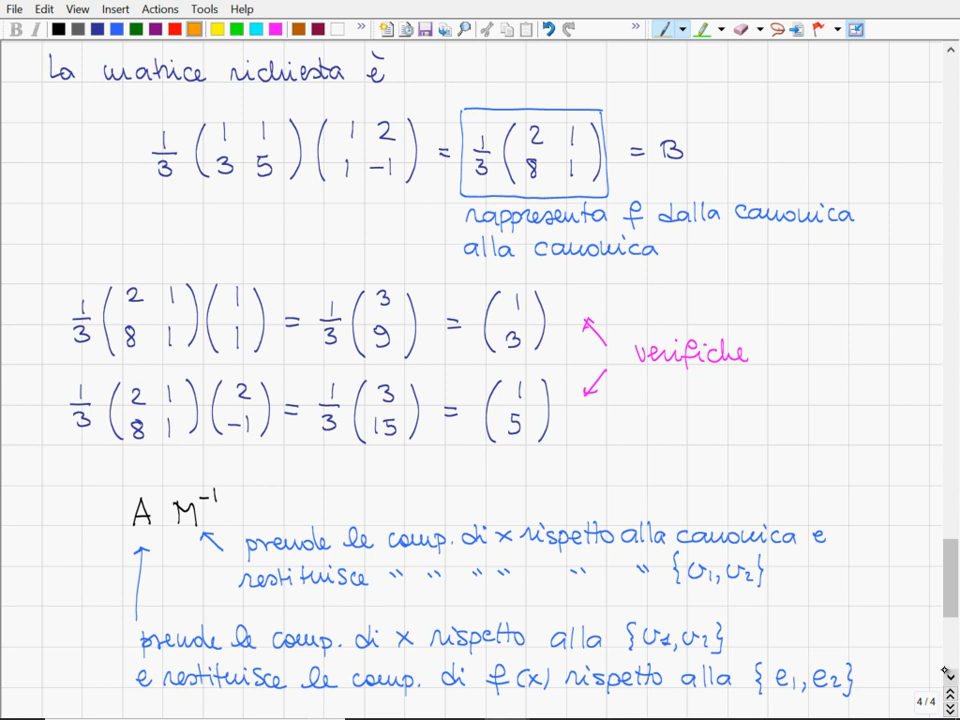 File Edit View Insert Actions Tools Help
B I
La matrice richiesta è
1/3 (1 1; 3 5) (1 2; 1 -1) = 1/3 (2 1; 8 1) = B
rappresenta f dalla canonica
alla canonica
1/3 (2 1; 8 1) (1; 1) = 1/3 (3; 9) = (1; 3)
verifiche
1/3 (2 1; 8 1) (2; -1) = 1/3 (3; 15) = (1; 5)
A M⁻¹
prende le comp. di x rispetto alla canonica e
restituisce " " " " " " {v₁, v₂}
prende le comp. di x rispetto alla {v₁, v₂}
e restituisce le comp. di f(x) rispetto alla {e₁, e₂}
4 / 4